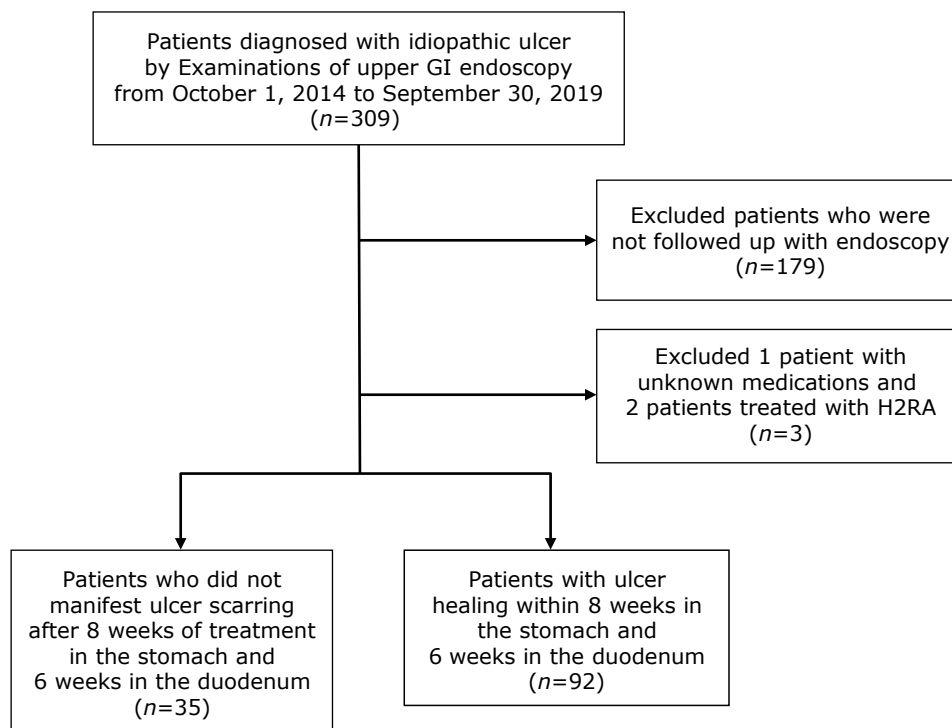 Patients diagnosed with idiopathic ulcer
by Examinations of upper GI endoscopy
from October 1, 2014 to September 30, 2019
(n=309)
Excluded patients who were
not followed up with endoscopy
(n=179)
Excluded 1 patient with
unknown medications and
2 patients treated with H2RA
(n=3)
Patients who did not
manifest ulcer scarring
after 8 weeks of treatment
in the stomach and
6 weeks in the duodenum
(n=35)
Patients with ulcer
healing within 8 weeks in
the stomach and
6 weeks in the duodenum
(n=92)